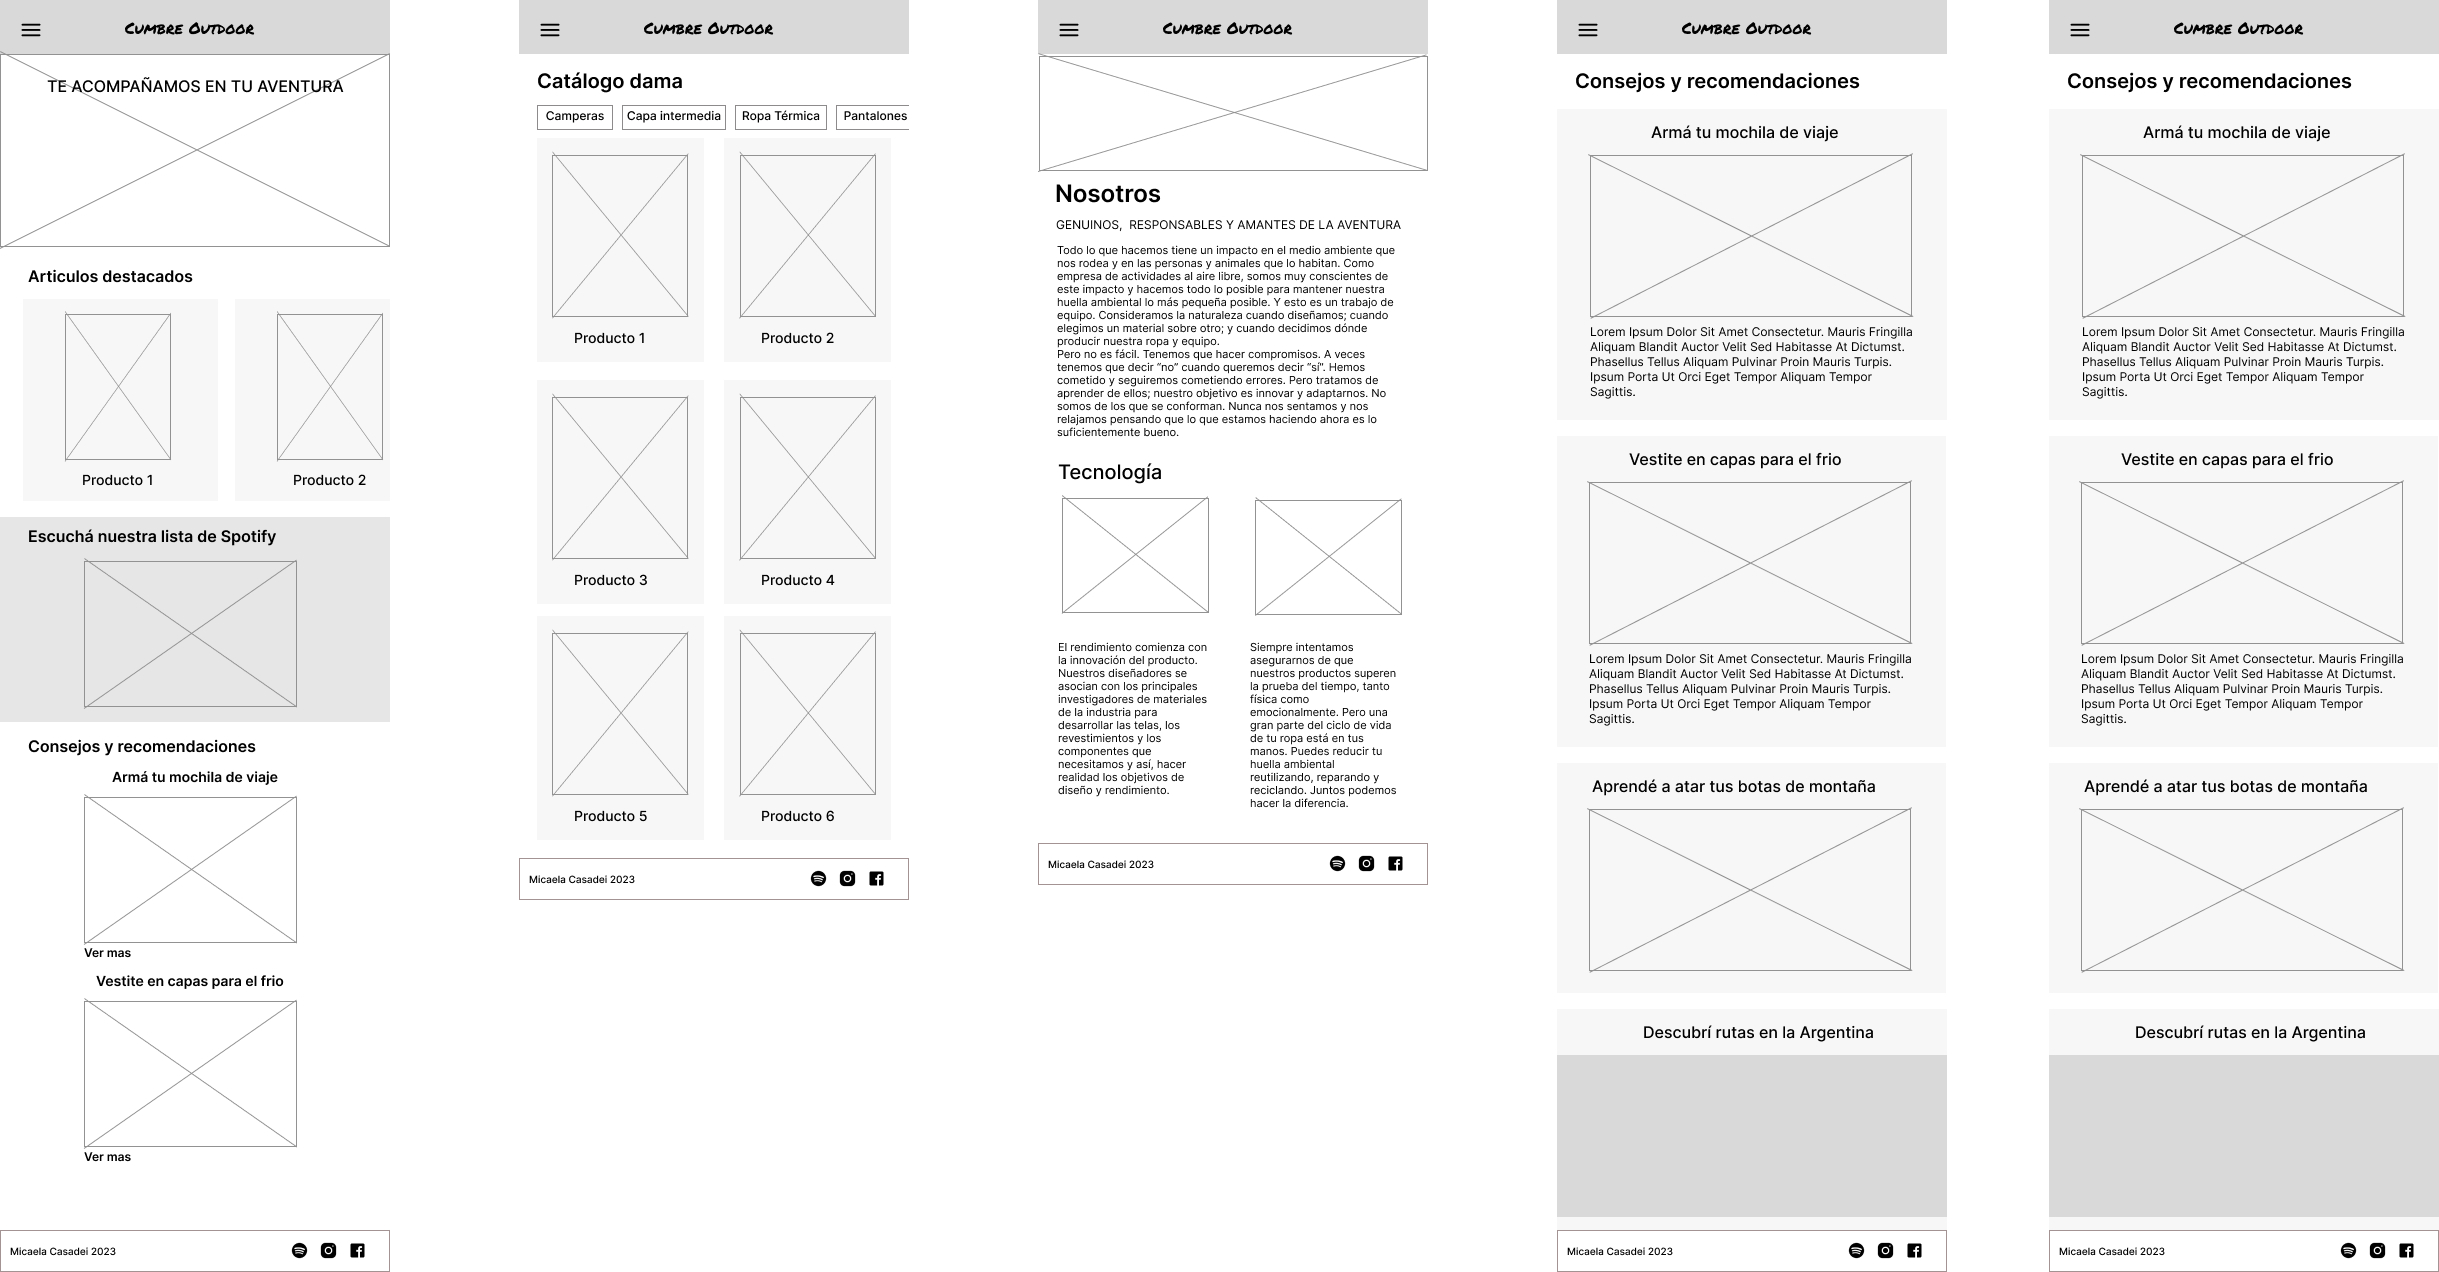 Cumbre Outdoor
TE ACOMPAÑAMOS EN TU AVENTURA
Articulos destacados
Producto 1
Producto 2
Escuchá nuestra lista de Spotify
Consejos y recomendaciones
Armá tu mochila de viaje
Ver mas
Vestite en capas para el frio
Ver mas
Micaela Casadei 2023
Cumbre Outdoor
Catálogo dama
Camperas
Capa intermedia
Ropa Térmica
Pantalones
Producto 1
Producto 2
Producto 3
Producto 4
Producto 5
Producto 6
Micaela Casadei 2023
Cumbre Outdoor
Nosotros
GENUINOS, RESPONSABLES Y AMANTES DE LA AVENTURA
Todo lo que hacemos tiene un impacto en el medio ambiente que
nos rodea y en las personas y animales que lo habitan. Como
empresa de actividades al aire libre, somos muy conscientes de
este impacto y hacemos todo lo posible para mantener nuestra
huella ambiental lo más pequeña posible. Y esto es un trabajo de
equipo. Consideramos la naturaleza cuando diseñamos; cuando
elegimos un material sobre otro; y cuando decidimos dónde
producir nuestra ropa y equipo.
Pero no es fácil. Tenemos que hacer compromisos. A veces
tenemos que decir “no” cuando queremos decir “sí”. Hemos
cometido y seguiremos cometiendo errores. Pero tratamos de
aprender de ellos; nuestro objetivo es innovar y adaptarnos. No
somos de los que se conforman. Nunca nos sentamos y nos
relajamos pensando que lo que estamos haciendo ahora es lo
suficientemente bueno.
Tecnología
El rendimiento comienza con
la innovación del producto.
Nuestros diseñadores se
asocian con los principales
investigadores de materiales
de la industria para
desarrollar las telas, los
revestimientos y los
componentes que
necesitamos y así, hacer
realidad los objetivos de
diseño y rendimiento.
Siempre intentamos
asegurarnos de que
nuestros productos superen
la prueba del tiempo, tanto
física como
emocionalmente. Pero una
gran parte del ciclo de vida
de tu ropa está en tus
manos. Puedes reducir tu
huella ambiental
reutilizando, reparando y
reciclando. Juntos podemos
hacer la diferencia.
Micaela Casadei 2023
Cumbre Outdoor
Consejos y recomendaciones
Armá tu mochila de viaje
Lorem Ipsum Dolor Sit Amet Consectetur. Mauris Fringilla
Aliquam Blandit Auctor Velit Sed Habitasse At Dictumst.
Phasellus Tellus Aliquam Pulvinar Proin Mauris Turpis.
Ipsum Porta Ut Orci Eget Tempor Aliquam Tempor
Sagittis.
Vestite en capas para el frio
Lorem Ipsum Dolor Sit Amet Consectetur. Mauris Fringilla
Aliquam Blandit Auctor Velit Sed Habitasse At Dictumst.
Phasellus Tellus Aliquam Pulvinar Proin Mauris Turpis.
Ipsum Porta Ut Orci Eget Tempor Aliquam Tempor
Sagittis.
Aprendé a atar tus botas de montaña
Descubrí rutas en la Argentina
Micaela Casadei 2023
Cumbre Outdoor
Consejos y recomendaciones
Armá tu mochila de viaje
Lorem Ipsum Dolor Sit Amet Consectetur. Mauris Fringilla
Aliquam Blandit Auctor Velit Sed Habitasse At Dictumst.
Phasellus Tellus Aliquam Pulvinar Proin Mauris Turpis.
Ipsum Porta Ut Orci Eget Tempor Aliquam Tempor
Sagittis.
Vestite en capas para el frio
Lorem Ipsum Dolor Sit Amet Consectetur. Mauris Fringilla
Aliquam Blandit Auctor Velit Sed Habitasse At Dictumst.
Phasellus Tellus Aliquam Pulvinar Proin Mauris Turpis.
Ipsum Porta Ut Orci Eget Tempor Aliquam Tempor
Sagittis.
Aprendé a atar tus botas de montaña
Descubrí rutas en la Argentina
Micaela Casadei 2023